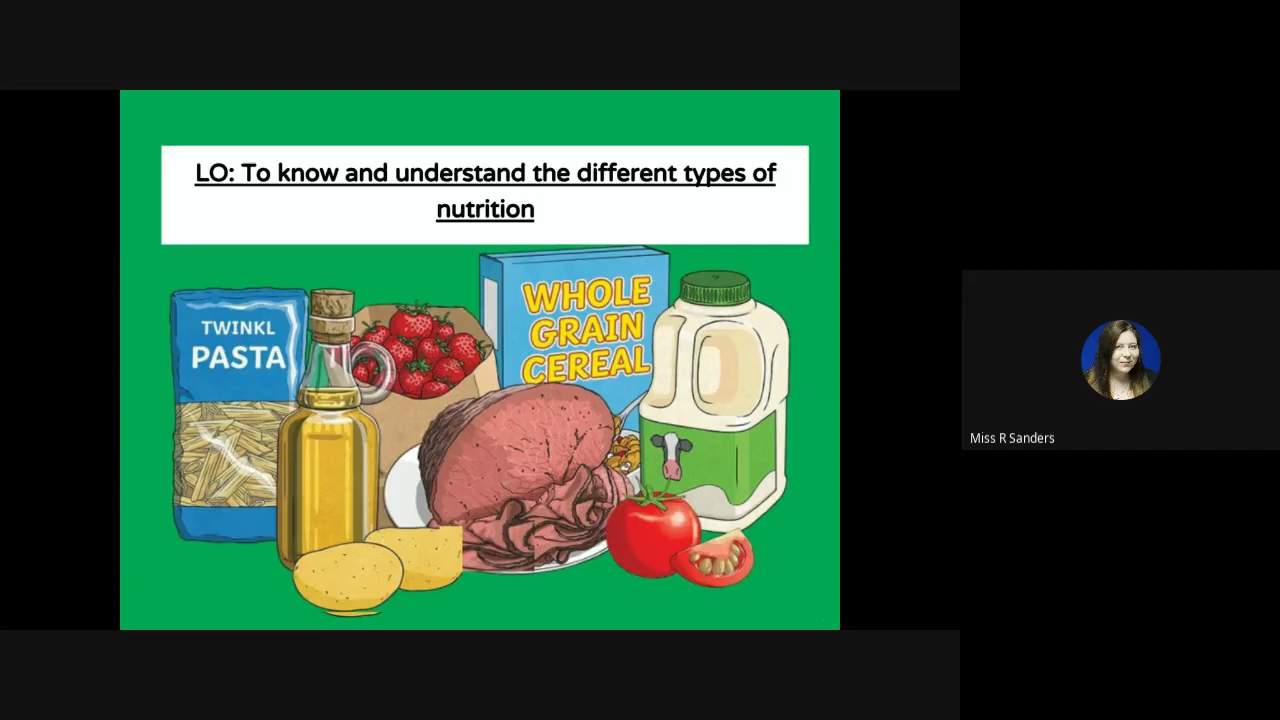 LO: To know and understand the different types of
nutrition
TWINKL
PASTA
WHOLE
GRAIN
CEREAL
Miss R Sanders